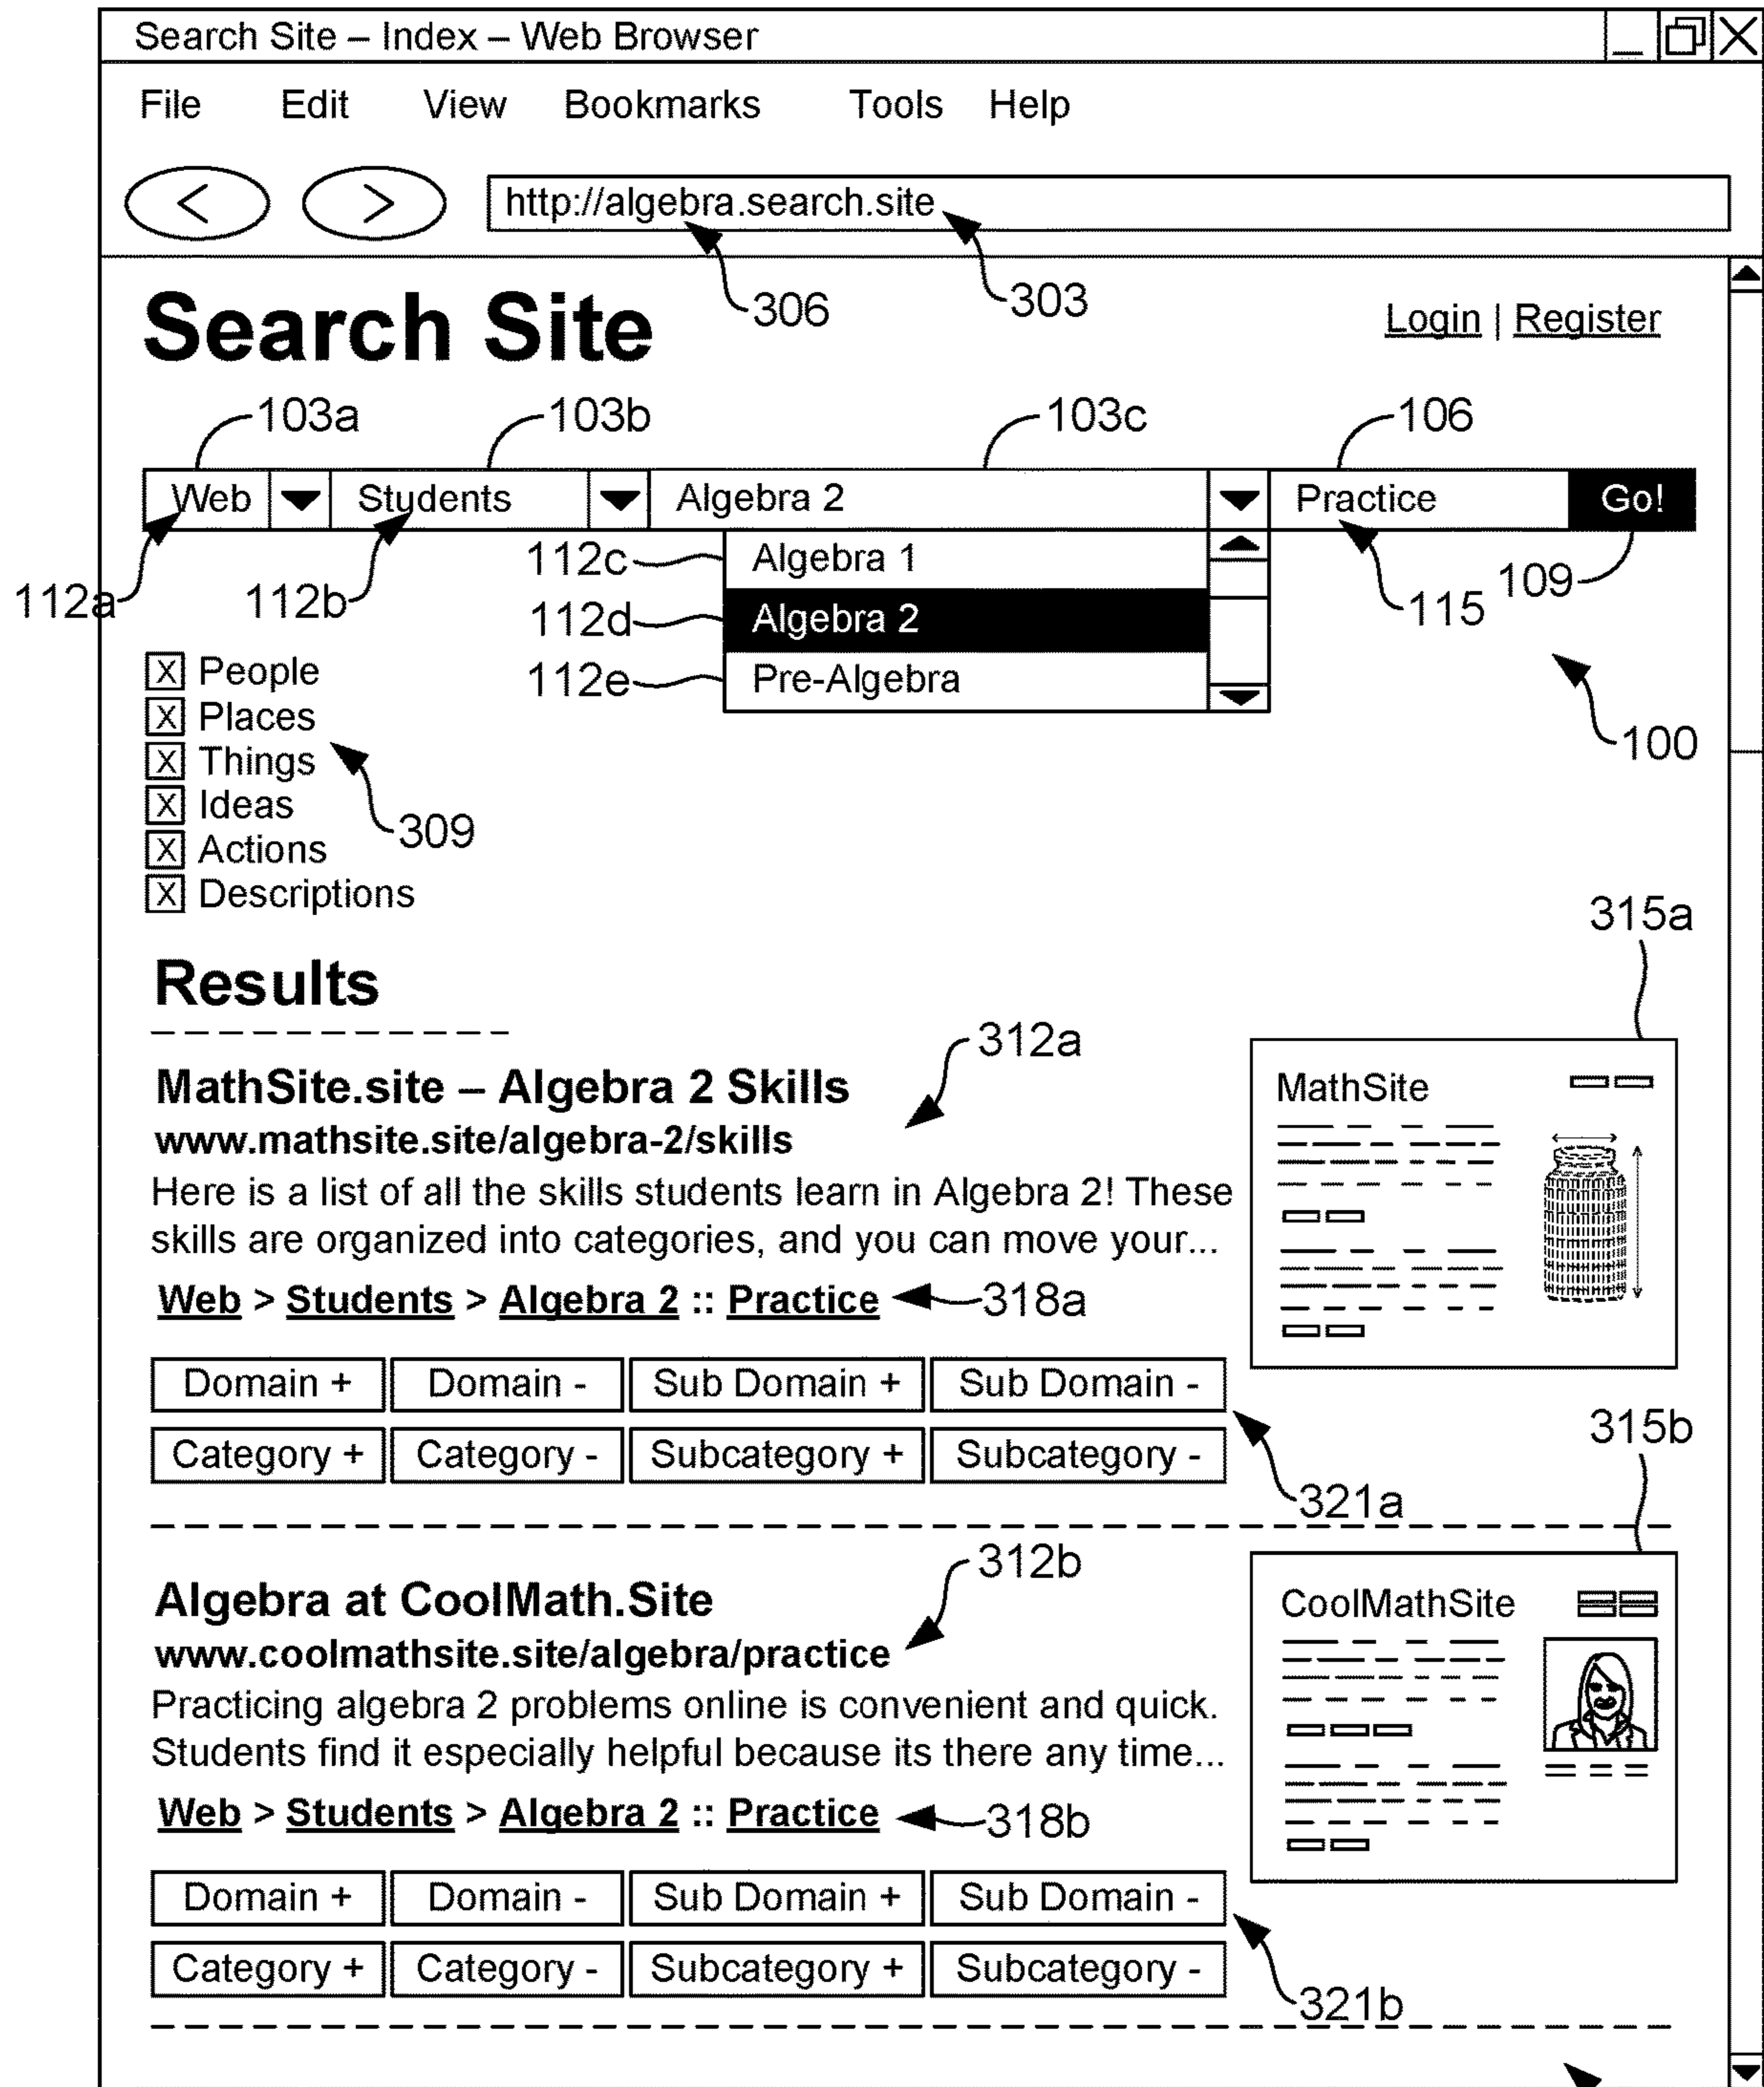 Search Site – Index – Web Browser
File Edit View Bookmarks Tools Help
< > http://algebra.search.site
306 303
Search Site
Login | Register
103a 103b 103c 106
Web Students Algebra 2 Practice Go!
112c Algebra 1
112a 112b 112d Algebra 2 115 109
112e Pre-Algebra
100
X People
X Places
X Things
X Ideas
X Actions
X Descriptions
309
315a
Results
312a
MathSite.site – Algebra 2 Skills
www.mathsite.site/algebra-2/skills
Here is a list of all the skills students learn in Algebra 2! These
skills are organized into categories, and you can move your...
Web > Students > Algebra 2 :: Practice 318a
MathSite
Domain + Domain - Sub Domain + Sub Domain -
Category + Category - Subcategory + Subcategory -
321a
315b
312b
Algebra at CoolMath.Site
www.coolmathsite.site/algebra/practice
Practicing algebra 2 problems online is convenient and quick.
Students find it especially helpful because its there any time...
Web > Students > Algebra 2 :: Practice 318b
CoolMathSite
Domain + Domain - Sub Domain + Sub Domain -
Category + Category - Subcategory + Subcategory -
321b